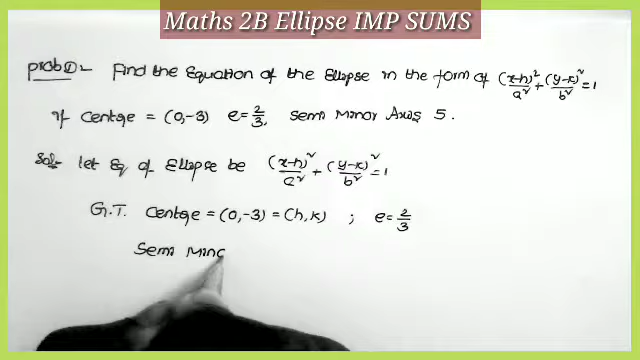 Maths 2B Ellipse IMP SUMS
Prob①:- Find the Equation of the Ellipse in the form of (x-h)²/a² + (y-k)²/b² = 1
if centre = (0,-3) e = 2/3, semi minor Axis 5.
Sol:- let Eq of Ellipse be (x-h)²/a² + (y-k)²/b² = 1
G.T. centre = (0,-3) = (h,k) ; e = 2/3
Semi Mino